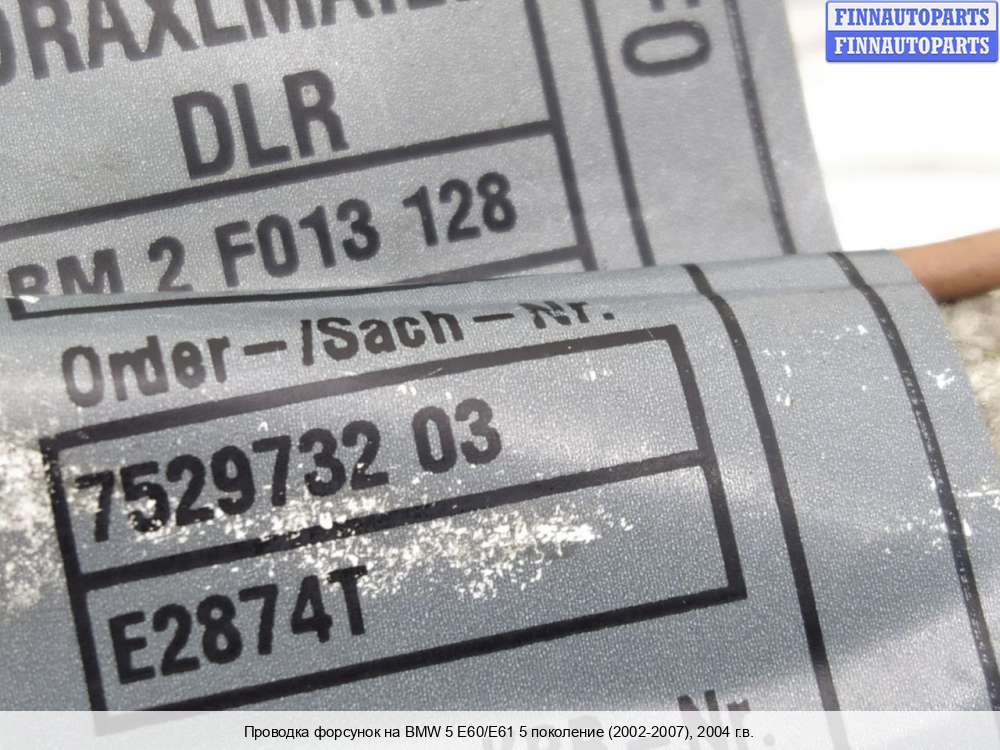 FINNAUTOPARTS
FINNAUTOPARTS
DLR
2 F013 128
Order-/Sach-Nr.
7529732 03
E2874T
Проводка форсунок на BMW 5 E60/E61 5 поколение (2002-2007), 2004 г.в.